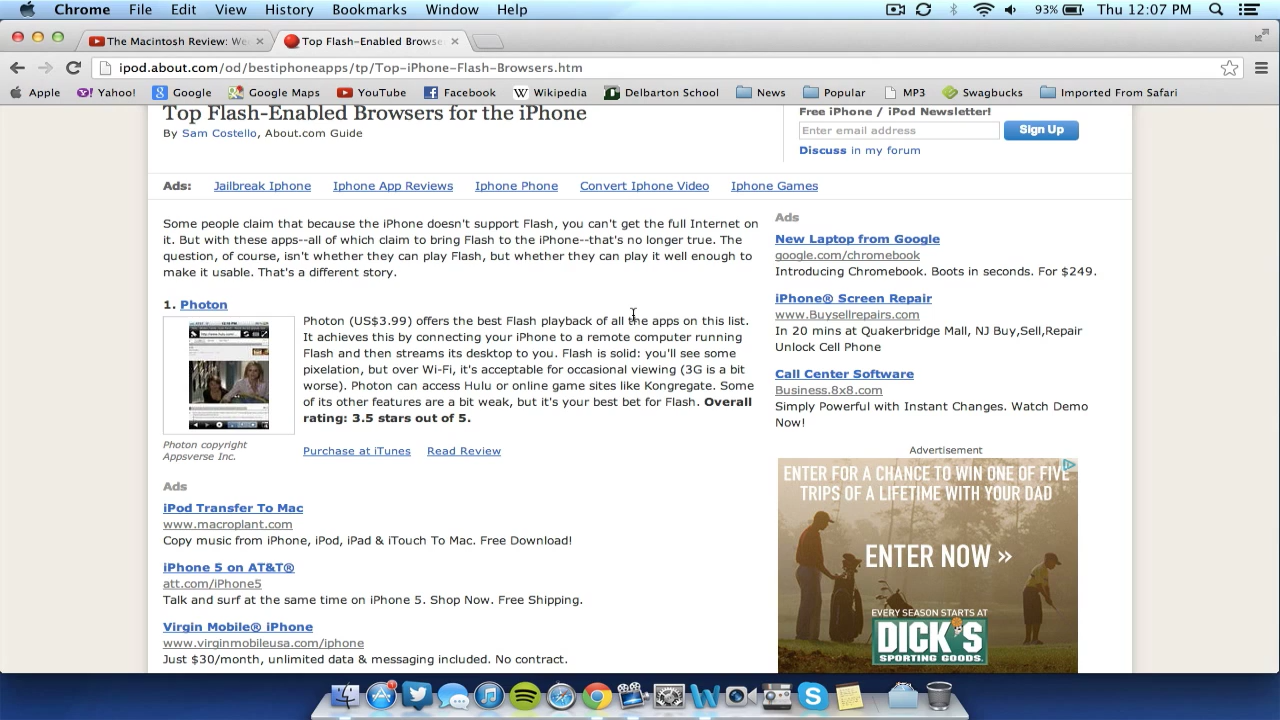 Chrome File Edit View History Bookmarks Window Help 93% Thu 12:07 PM
The Macintosh Review: We
Top Flash-Enabled Browse
ipod.about.com/od/bestiphoneapps/tp/Top-iPhone-Flash-Browsers.htm
Apple Yahoo! Google Google Maps YouTube Facebook Wikipedia Delbarton School News Popular MP3 Swagbucks Imported From Safari
Top Flash-Enabled Browsers for the iPhone
By Sam Costello, About.com Guide
Free iPhone / iPod Newsletter!
Enter email address Sign Up
Discuss in my forum
Ads: Jailbreak Iphone Iphone App Reviews Iphone Phone Convert Iphone Video Iphone Games
Some people claim that because the iPhone doesn't support Flash, you can't get the full Internet on
it. But with these apps--all of which claim to bring Flash to the iPhone--that's no longer true. The
question, of course, isn't whether they can play Flash, but whether they can play it well enough to
make it usable. That's a different story.
1. Photon
Photon (US$3.99) offers the best Flash playback of all the apps on this list.
It achieves this by connecting your iPhone to a remote computer running
Flash and then streams its desktop to you. Flash is solid: you'll see some
pixelation, but over Wi-Fi, it's acceptable for occasional viewing (3G is a bit
worse). Photon can access Hulu or online game sites like Kongregate. Some
of its other features are a bit weak, but it's your best bet for Flash. Overall
rating: 3.5 stars out of 5.
Photon copyright
Appsverse Inc.
Purchase at iTunes Read Review
Ads
iPod Transfer To Mac
www.macroplant.com
Copy music from iPhone, iPod, iPad & iTouch To Mac. Free Download!
iPhone 5 on AT&T®
att.com/iPhone5
Talk and surf at the same time on iPhone 5. Shop Now. Free Shipping.
Virgin Mobile® iPhone
www.virginmobileusa.com/iphone
Just $30/month, unlimited data & messaging included. No contract.
Ads
New Laptop from Google
google.com/chromebook
Introducing Chromebook. Boots in seconds. For $249.
iPhone® Screen Repair
www.Buysellrepairs.com
In 20 mins at Quakerbridge Mall, NJ Buy,Sell,Repair
Unlock Cell Phone
Call Center Software
Business.8x8.com
Simply Powerful with Instant Changes. Watch Demo
Now!
Advertisement
ENTER FOR A CHANCE TO WIN ONE OF FIVE
TRIPS OF A LIFETIME WITH YOUR DAD
ENTER NOW »
EVERY SEASON STARTS AT
DICK'S
SPORTING GOODS.